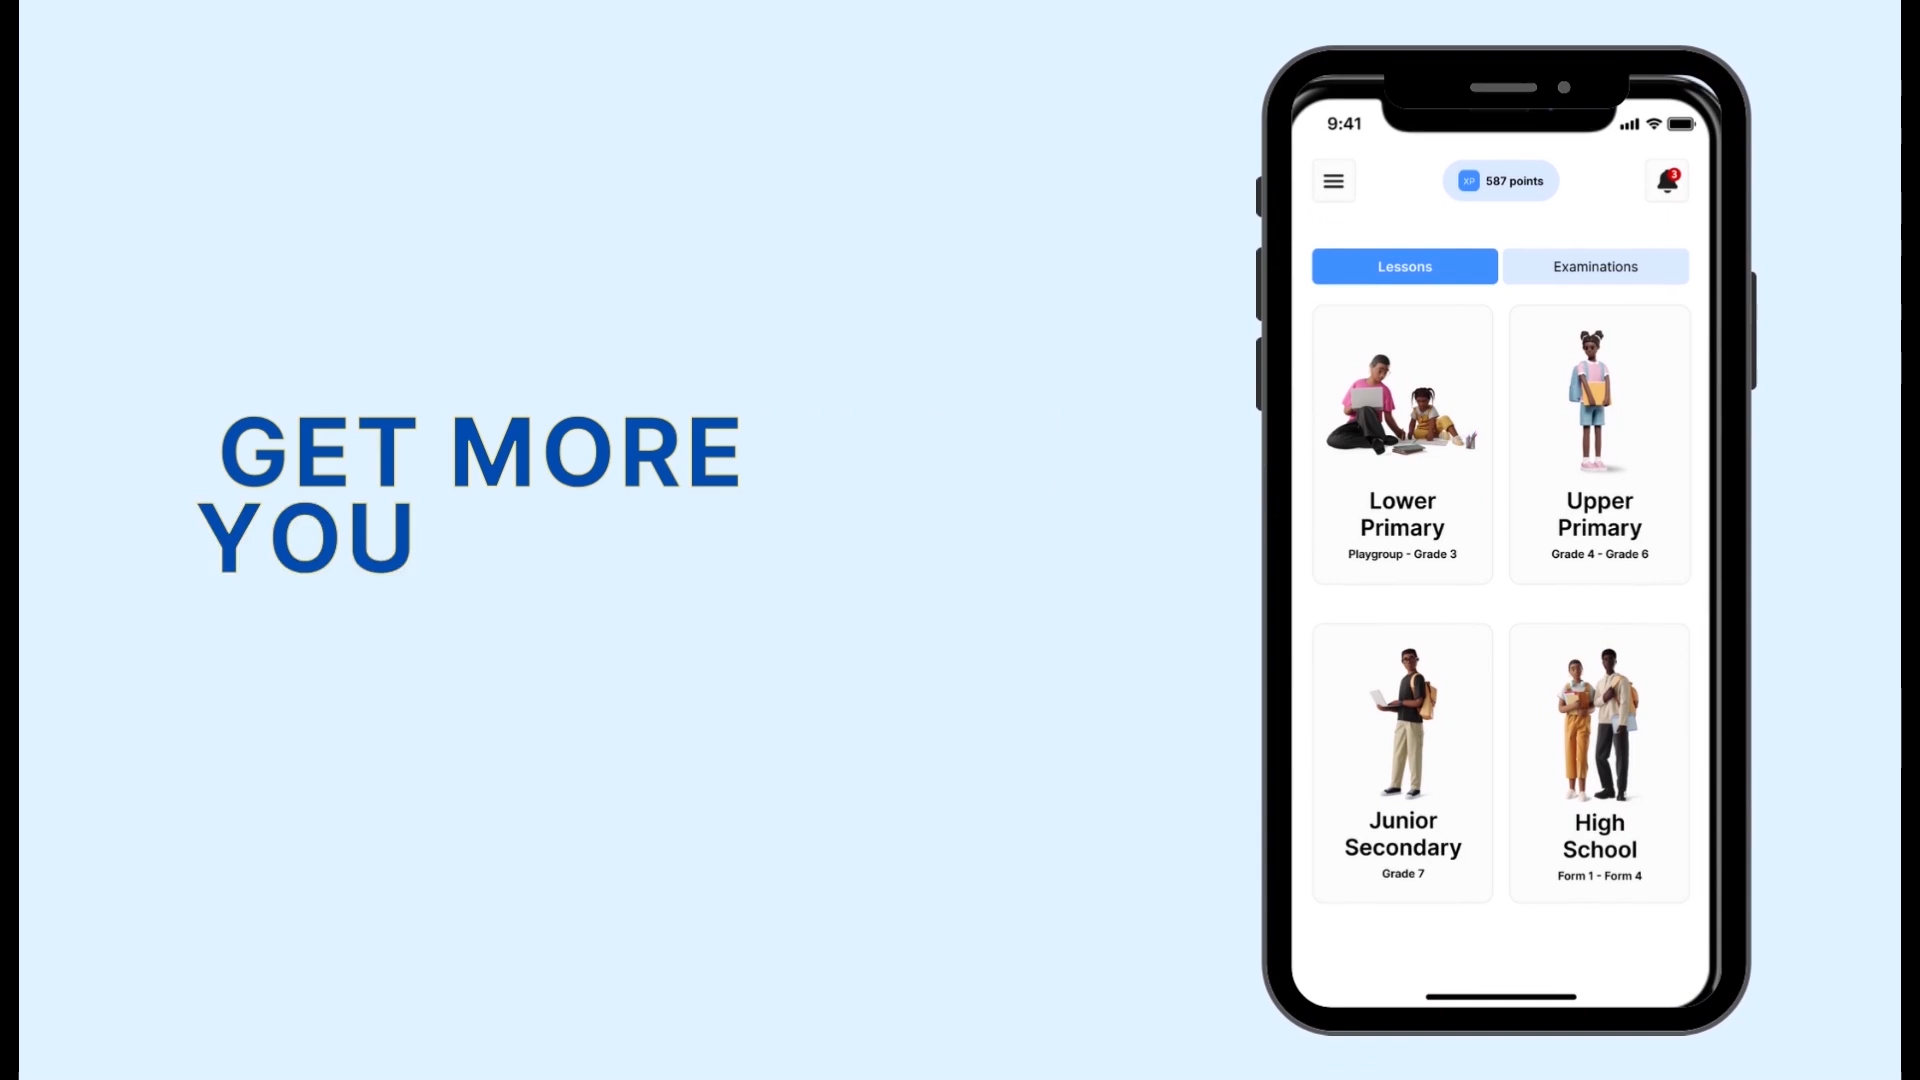 GET MORE
YOU
9:41
XP 587 points
3
Lessons
Examinations
Lower
Primary
Playgroup - Grade 3
Upper
Primary
Grade 4 - Grade 6
Junior
Secondary
Grade 7
High
School
Form 1 - Form 4